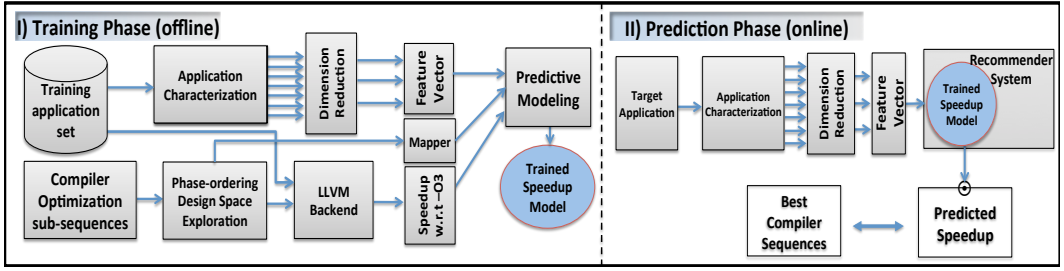 I) Training Phase (offline)
Training
application
set
Application
Characterization
Dimension
Reduction
Feature
Vector
Predictive
Modeling
Mapper
Compiler
Optimization
sub-sequences
Phase-ordering
Design Space
Exploration
LLVM
Backend
Speedup
w.r.t –O3
Trained
Speedup
Model
II) Prediction Phase (online)
Target
Application
Application
Characterization
Dimension
Reduction
Feature
Vector
Recommender
System
Trained
Speedup
Model
Best
Compiler
Sequences
Predicted
Speedup